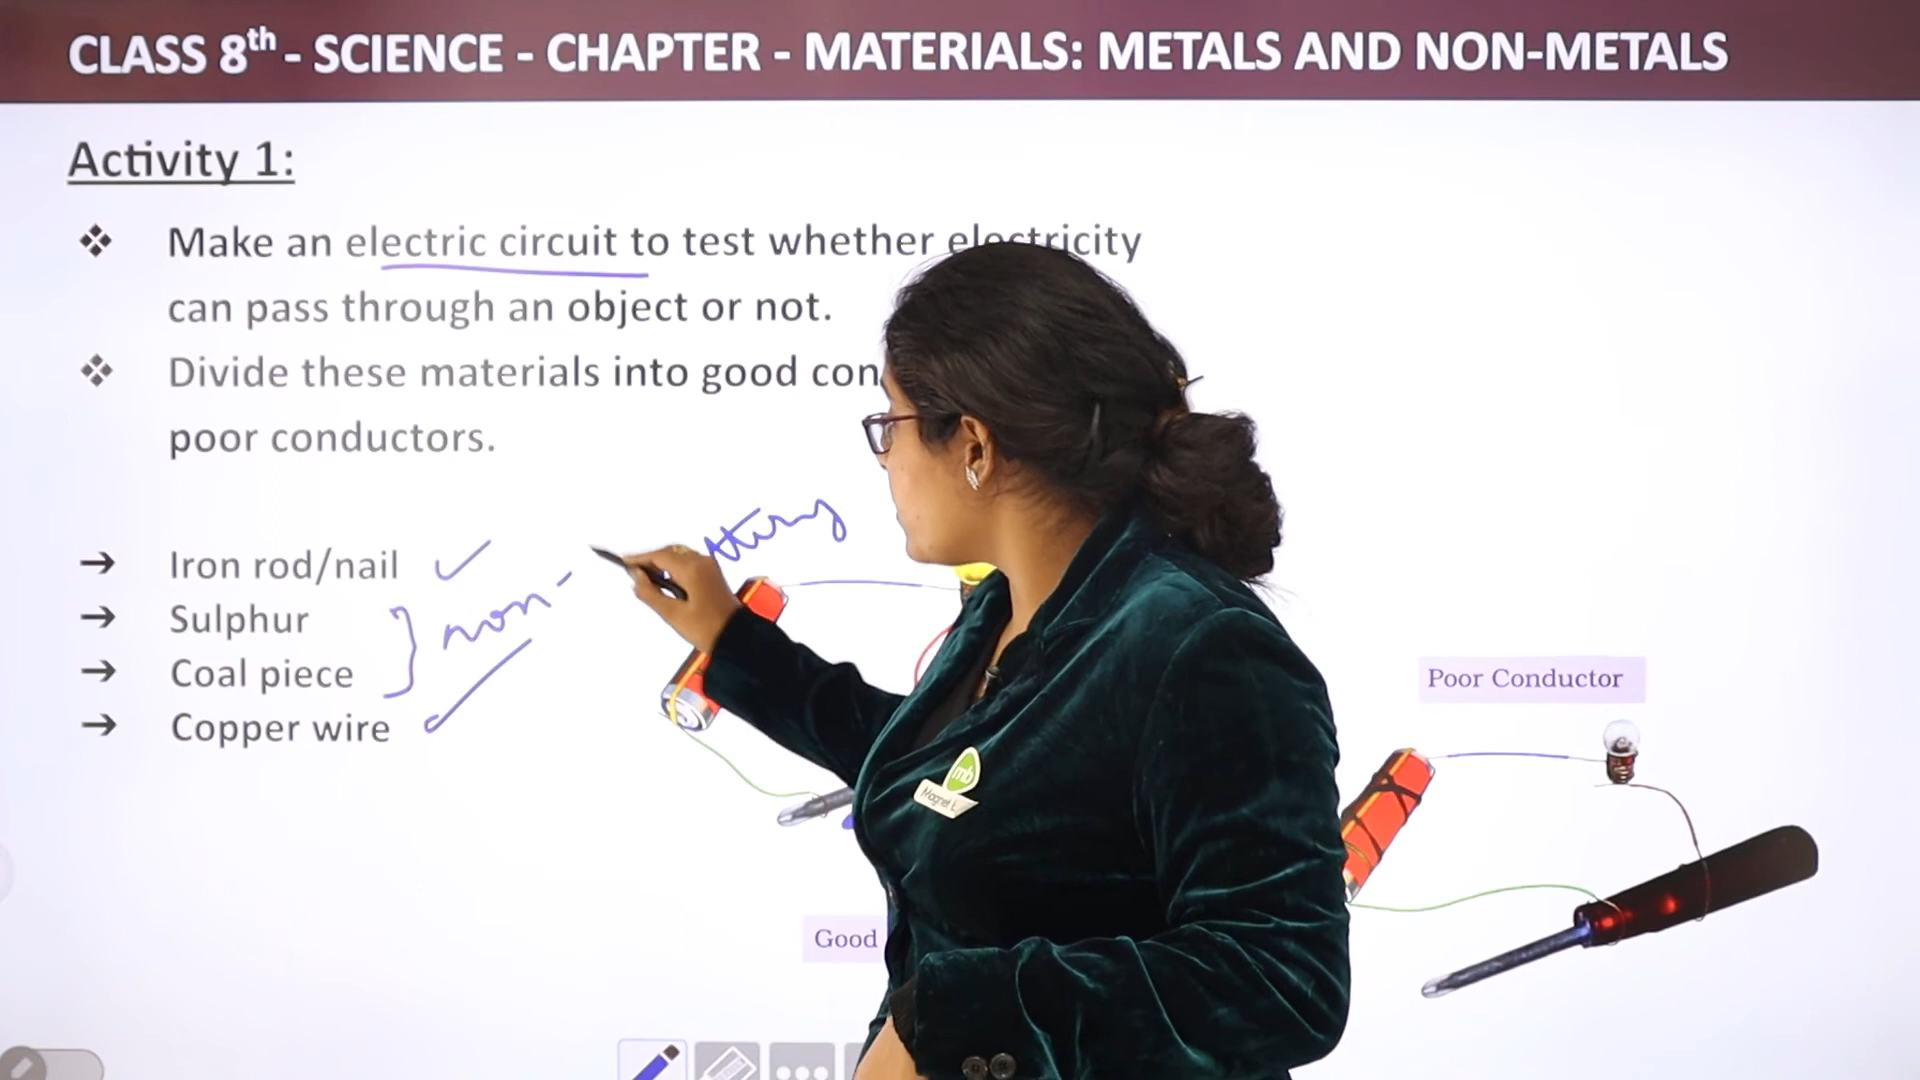 CLASS 8th - SCIENCE - CHAPTER - MATERIALS: METALS AND NON-METALS
Activity 1:
❖ Make an electric circuit to test whether electricity
can pass through an object or not.
❖ Divide these materials into good con
poor conductors.
→ Iron rod/nail
→ Sulphur
→ Coal piece
→ Copper wire
non-
Good
Poor Conductor
mb
Magnet